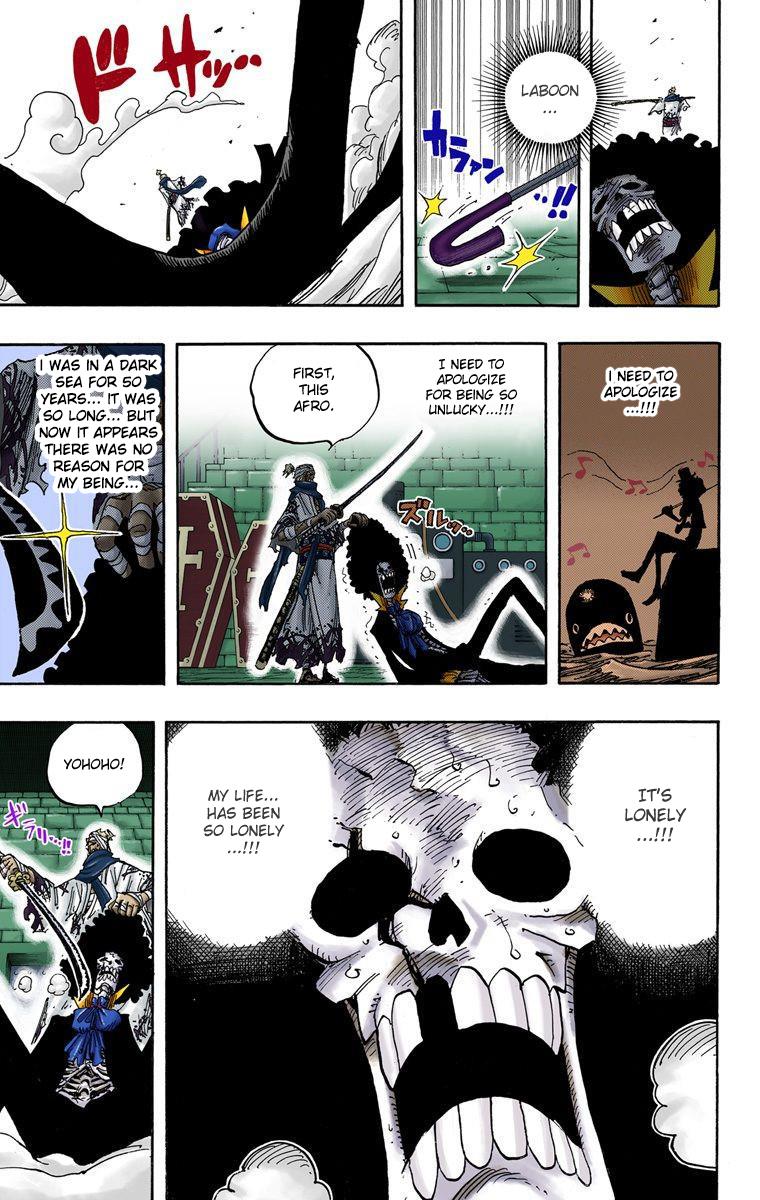 LABOON
...
カラァン
..!!
ドサッ...
I NEED TO
APOLOGIZE
...!!!
I NEED TO
APOLOGIZE
FOR BEING SO
UNLUCKY...!!!
FIRST,
THIS
AFRO.
ズルッ..
I WAS IN A DARK
SEA FOR 50
YEARS... IT WAS
SO LONG... BUT
NOW IT APPEARS
THERE WAS NO
REASON FOR
MY BEING...
IT'S
LONELY
...!!!
MY LIFE...
HAS BEEN
SO LONELY
...!!!
YOHOHO!
ギラリ..!!